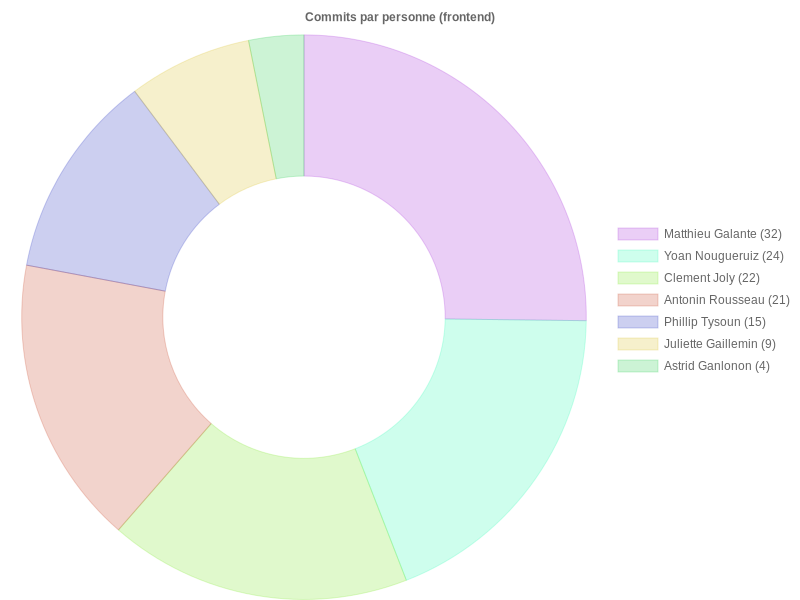 Commits par personne (frontend)
Matthieu Galante (32)
Yoan Nougueruiz (24)
Clement Joly (22)
Antonin Rousseau (21)
Phillip Tysoun (15)
Juliette Gaillemin (9)
Astrid Ganlonon (4)